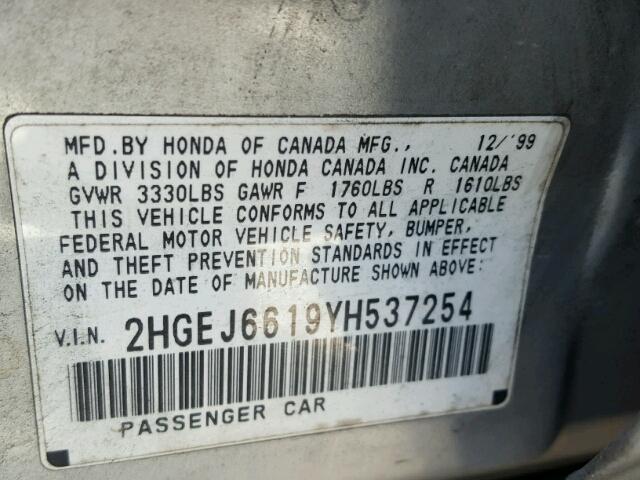 MFD.BY HONDA OF CANADA MFG., 12/'99
A DIVISION OF HONDA CANADA INC. CANADA
GVWR 3330LBS GAWR F 1760LBS R 1610LBS
THIS VEHICLE CONFORMS TO ALL APPLICABLE
FEDERAL MOTOR VEHICLE SAFETY, BUMPER,
AND THEFT PREVENTION STANDARDS IN EFFECT
ON THE DATE OF MANUFACTURE SHOWN ABOVE:
V.I.N. 2HGEJ6619YH537254
PASSENGER CAR